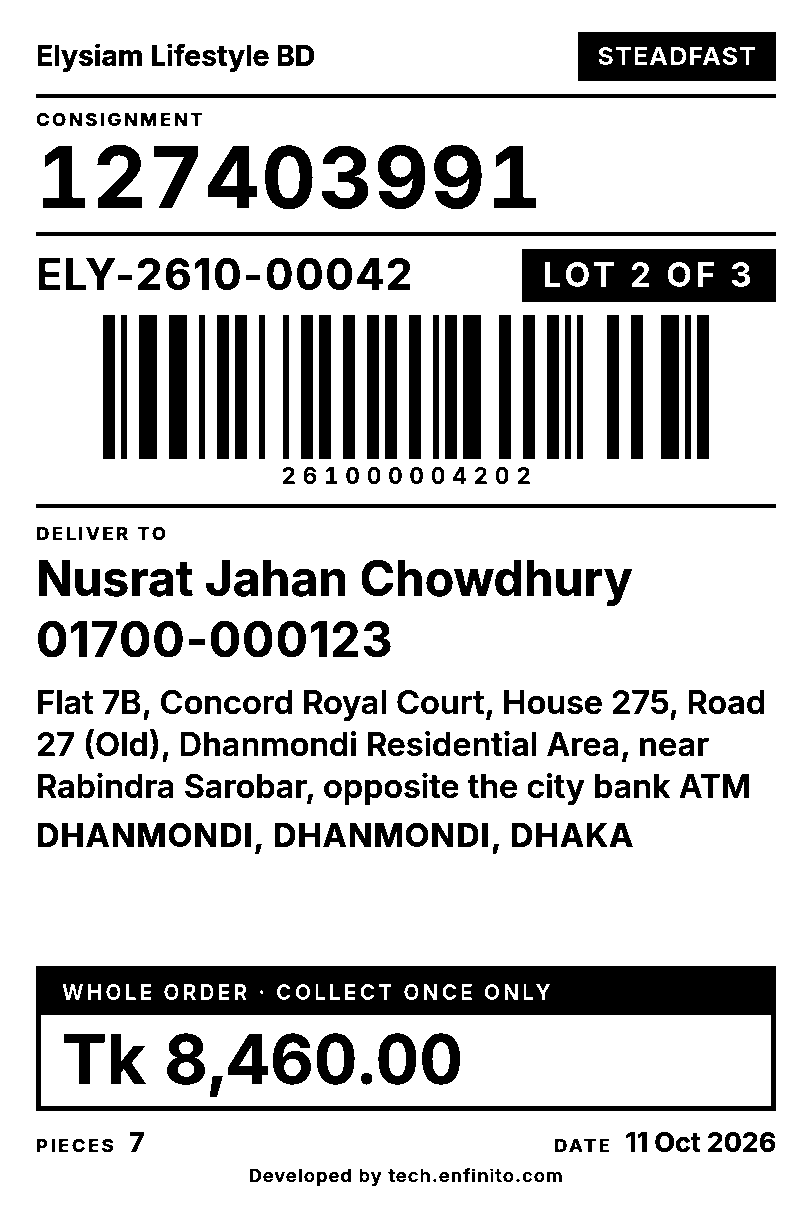 Elysiam Lifestyle BD
STEADFAST
CONSIGNMENT
127403991
ELY-2610-00042
LOT 2 OF 3
261000004202
DELIVER TO
Nusrat Jahan Chowdhury
01700-000123
Flat 7B, Concord Royal Court, House 275, Road
27 (Old), Dhanmondi Residential Area, near
Rabindra Sarobar, opposite the city bank ATM
DHANMONDI, DHANMONDI, DHAKA
WHOLE ORDER · COLLECT ONCE ONLY
Tk 8,460.00
PIECES 7
DATE 11 Oct 2026
Developed by tech.enfinito.com